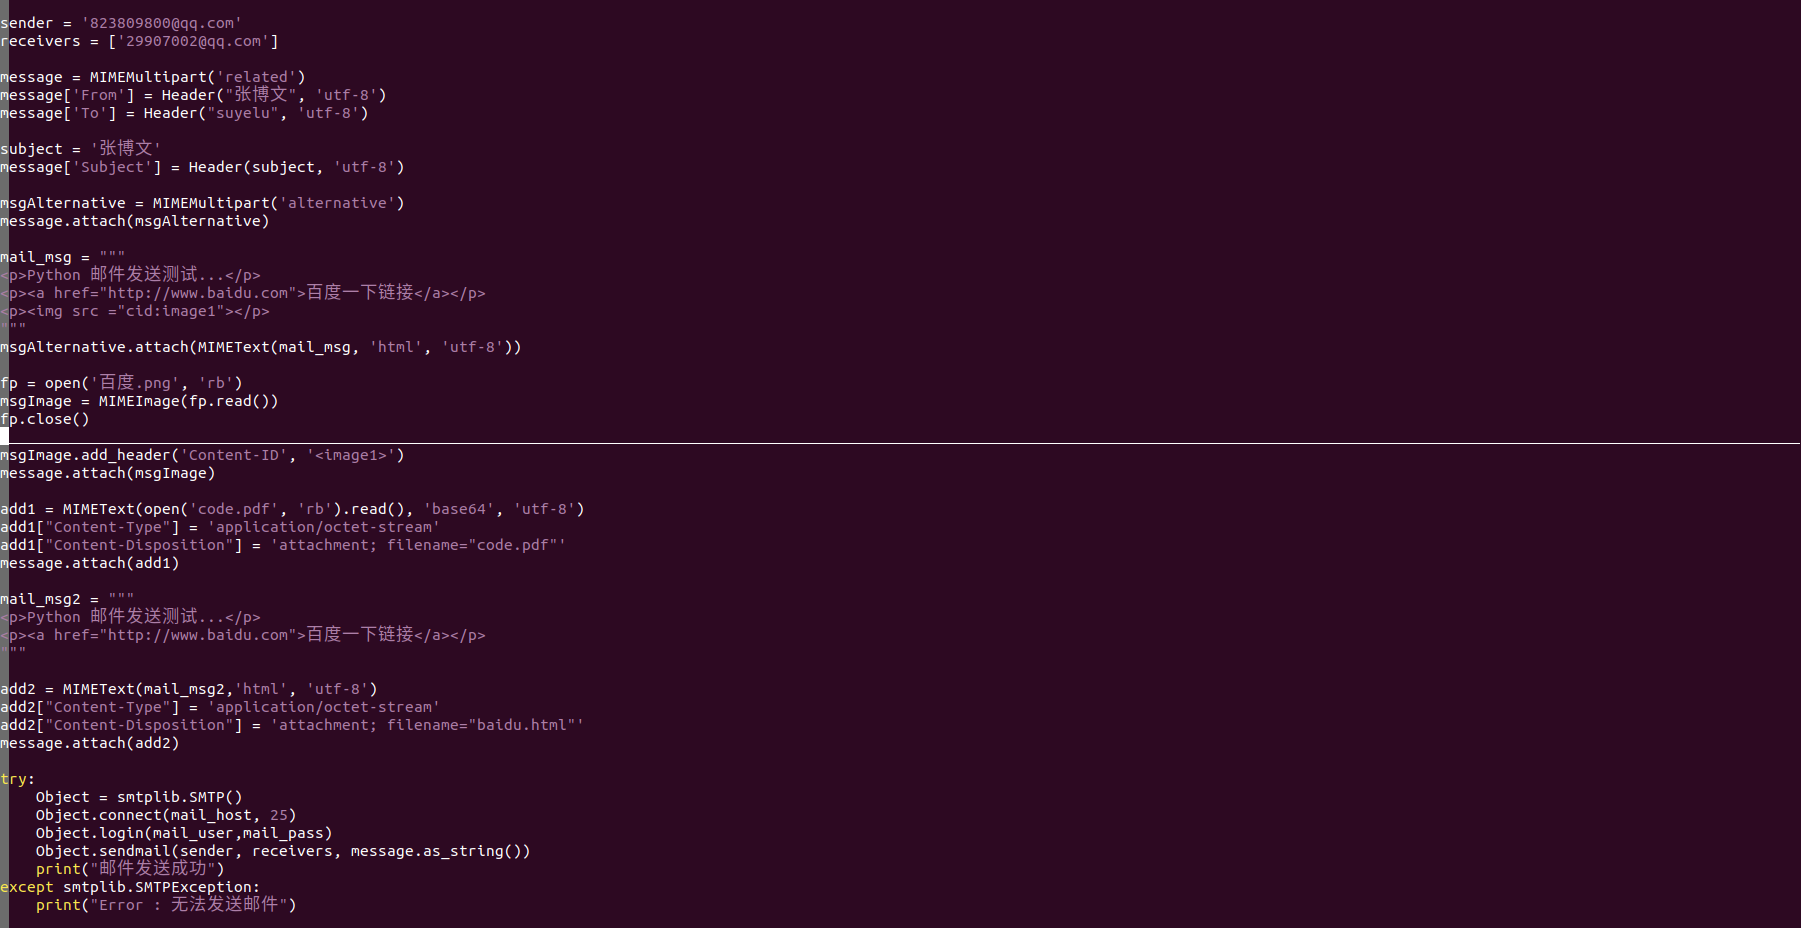 sender = '823809800@qq.com'
receivers = ['29907002@qq.com']
message = MIMEMultipart('related')
message['From'] = Header("张博文", 'utf-8')
message['To'] = Header("suyelu", 'utf-8')
subject = '张博文'
message['Subject'] = Header(subject, 'utf-8')
msgAlternative = MIMEMultipart('alternative')
message.attach(msgAlternative)
mail_msg = """
<p>Python 邮件发送测试...</p>
<p><a href="http://www.baidu.com">百度一下链接</a></p>
<p><img src ="cid:image1"></p>
"""
msgAlternative.attach(MIMEText(mail_msg, 'html', 'utf-8'))
fp = open('百度.png', 'rb')
msgImage = MIMEImage(fp.read())
fp.close()
msgImage.add_header('Content-ID', '<image1>')
message.attach(msgImage)
add1 = MIMEText(open('code.pdf', 'rb').read(), 'base64', 'utf-8')
add1["Content-Type"] = 'application/octet-stream'
add1["Content-Disposition"] = 'attachment; filename="code.pdf"'
message.attach(add1)
mail_msg2 = """
<p>Python 邮件发送测试...</p>
<p><a href="http://www.baidu.com">百度一下链接</a></p>
"""
add2 = MIMEText(mail_msg2,'html', 'utf-8')
add2["Content-Type"] = 'application/octet-stream'
add2["Content-Disposition"] = 'attachment; filename="baidu.html"'
message.attach(add2)
try:
    Object = smtplib.SMTP()
    Object.connect(mail_host, 25)
    Object.login(mail_user,mail_pass)
    Object.sendmail(sender, receivers, message.as_string())
    print("邮件发送成功")
except smtplib.SMTPException:
    print("Error : 无法发送邮件")